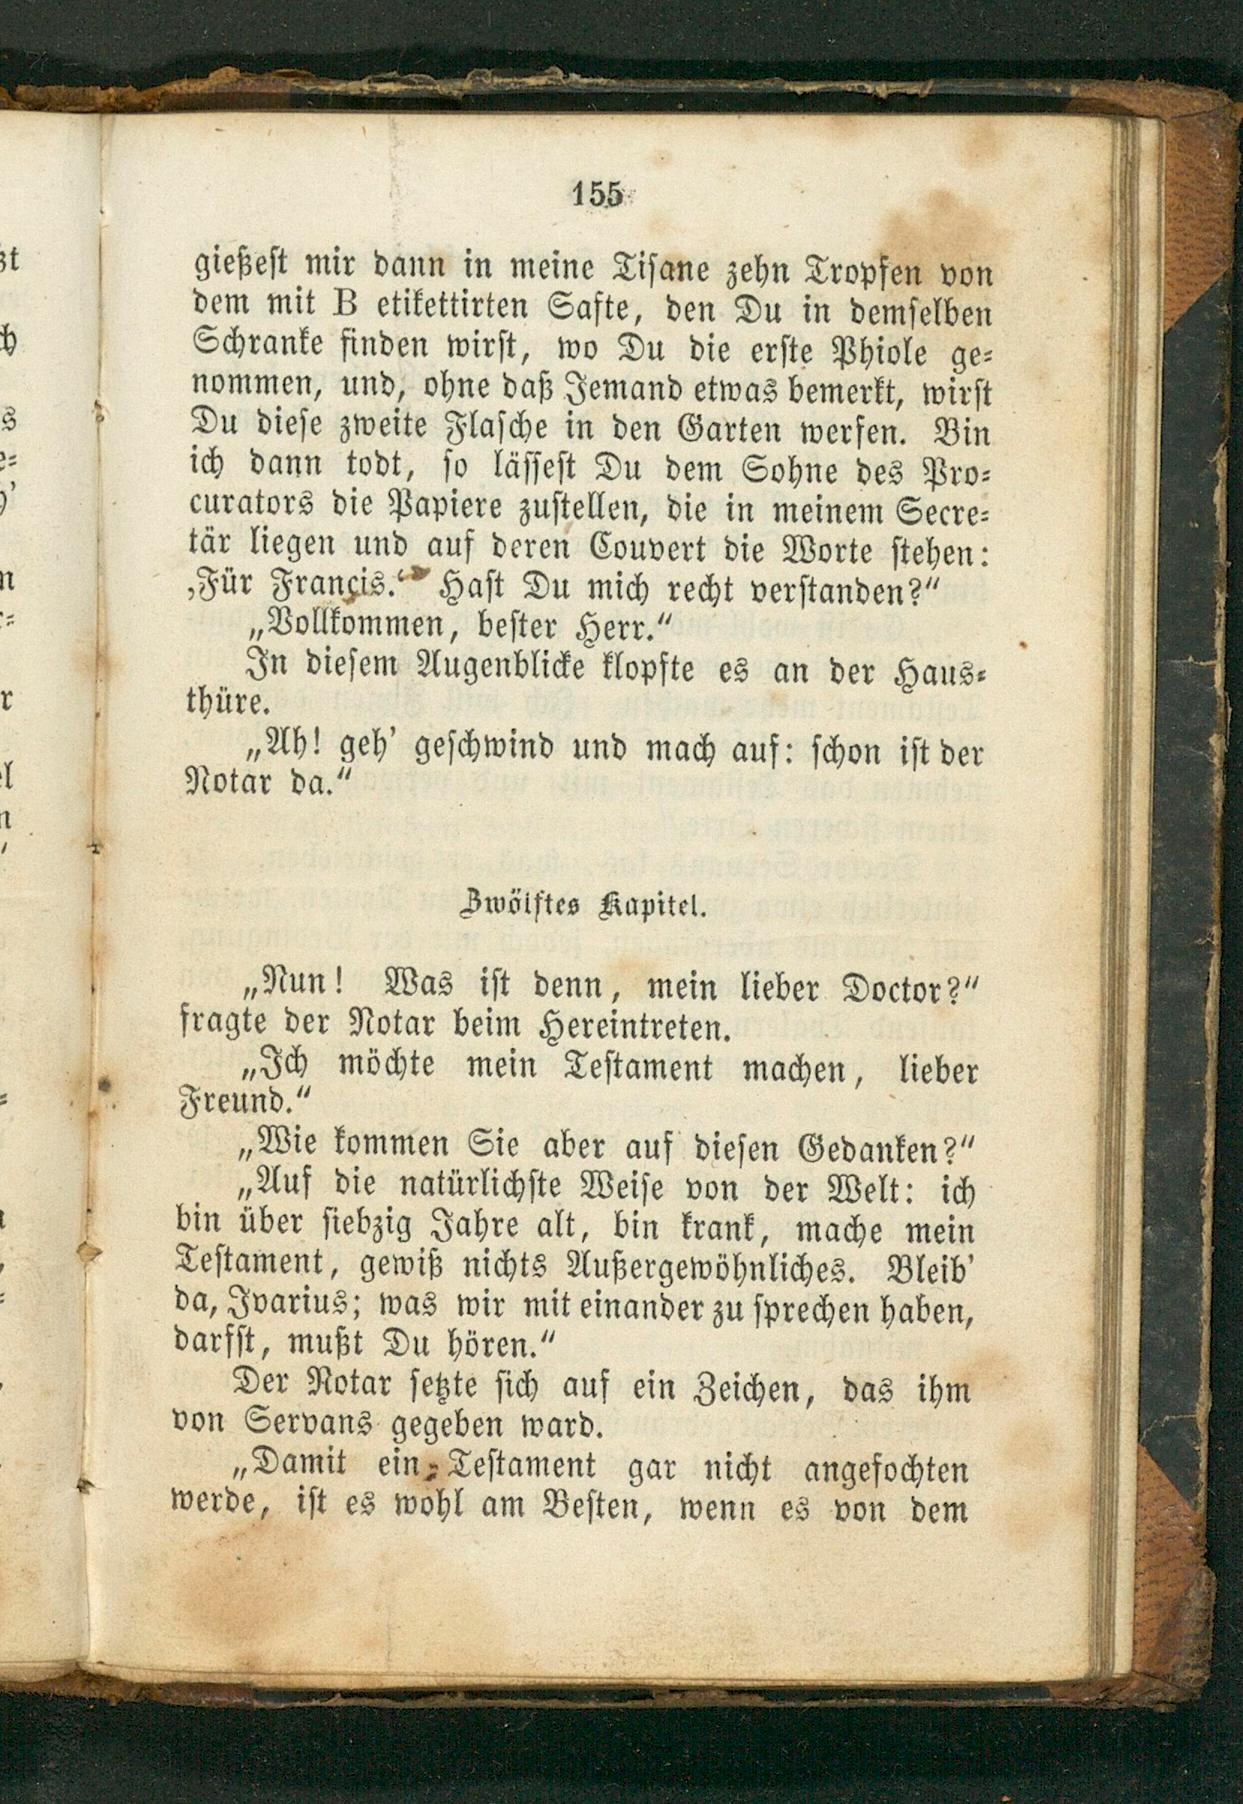 155
gießest mir dann in meine Tisane zehn Tropfen von
dem mit B etikettirten Safte, den Du in demselben
Schranke finden wirst, wo Du die erste Phiole ge⸗
nommen, und, ohne daß Jemand etwas bemerkt, wirst
Du diese zweite Flasche in den Garten werfen. Bin
ich dann todt, so lässest Du dem Sohne des Pro⸗
curators die Papiere zustellen, die in meinem Secre⸗
tär liegen und auf deren Couvert die Worte stehen:
‚Für Francis.‘ Hast Du mich recht verstanden?“
„Vollkommen, bester Herr.“
In diesem Augenblicke klopfte es an der Haus⸗
thüre.
„Ah! geh’ geschwind und mach auf: schon ist der
Notar da.“
Zwölftes Kapitel.
„Nun! Was ist denn, mein lieber Doctor?“
fragte der Notar beim Hereintreten.
„Ich möchte mein Testament machen, lieber
Freund.“
„Wie kommen Sie aber auf diesen Gedanken?“
„Auf die natürlichste Weise von der Welt: ich
bin über siebzig Jahre alt, bin krank, mache mein
Testament, gewiß nichts Außergewöhnliches. Bleib’
da, Ivarius; was wir mit einander zu sprechen haben,
darfst, mußt Du hören.“
Der Notar setzte sich auf ein Zeichen, das ihm
von Servans gegeben ward.
„Damit ein Testament gar nicht angefochten
werde, ist es wohl am Besten, wenn es von dem